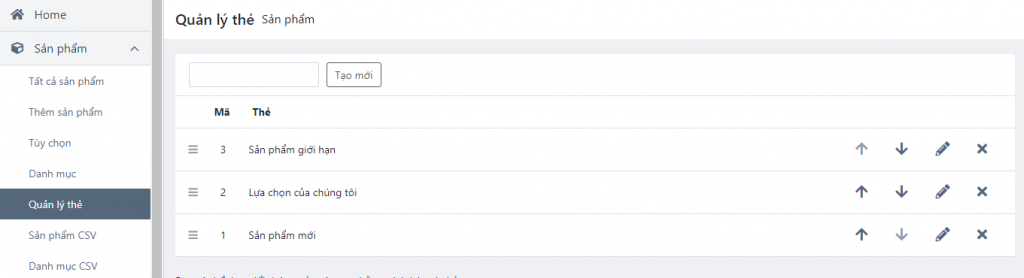 Home
Sản phẩm
Tất cả sản phẩm
Thêm sản phẩm
Tùy chọn
Danh mục
Quản lý thẻ
Sản phẩm CSV
Danh mục CSV
Quản lý thẻ Sản phẩm
Tạo mới
Mã Thẻ
3 Sản phẩm giới hạn
2 Lựa chọn của chúng tôi
1 Sản phẩm mới